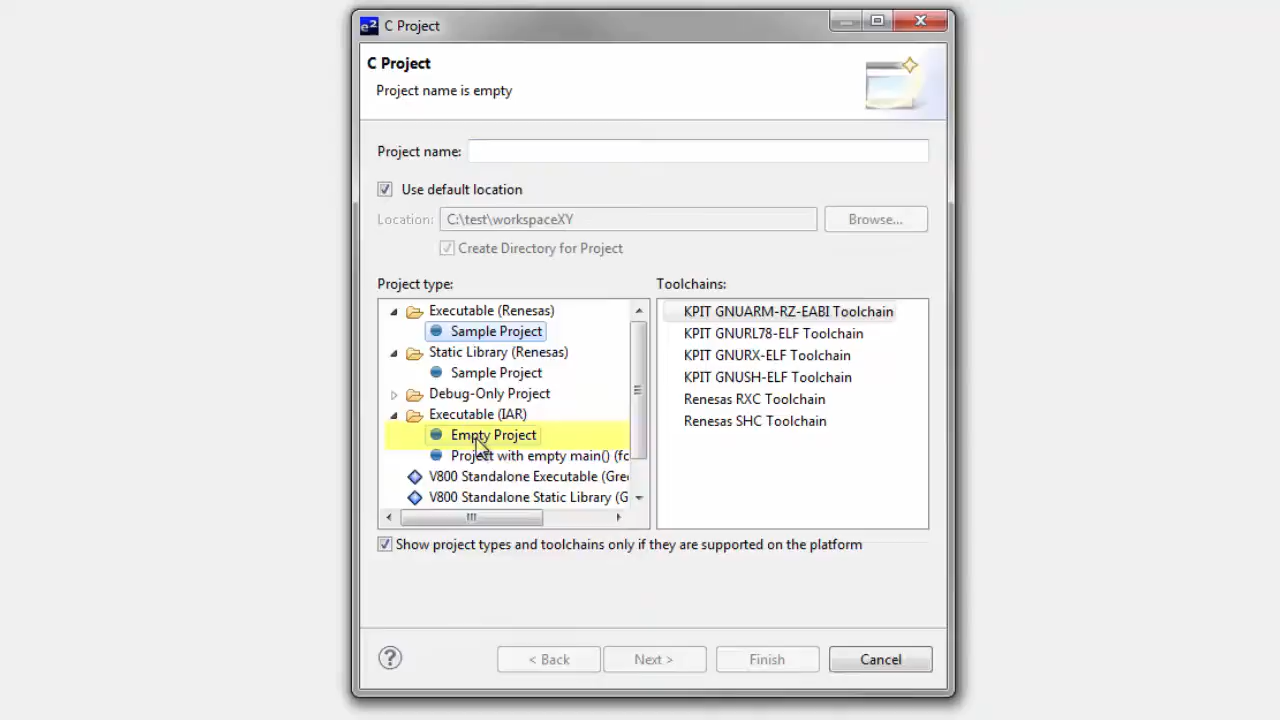 e² C Project
C Project
Project name is empty
Project name:
Use default location
Location: C:\test\workspaceXY Browse...
Create Directory for Project
Project type: Toolchains:
Executable (Renesas)
Sample Project
Static Library (Renesas)
Sample Project
Debug-Only Project
Executable (IAR)
Empty Project
Project with empty main() (fc
V800 Standalone Executable (Gree
V800 Standalone Static Library (G
KPIT GNUARM-RZ-EABI Toolchain
KPIT GNURL78-ELF Toolchain
KPIT GNURX-ELF Toolchain
KPIT GNUSH-ELF Toolchain
Renesas RXC Toolchain
Renesas SHC Toolchain
Show project types and toolchains only if they are supported on the platform
? < Back Next > Finish Cancel